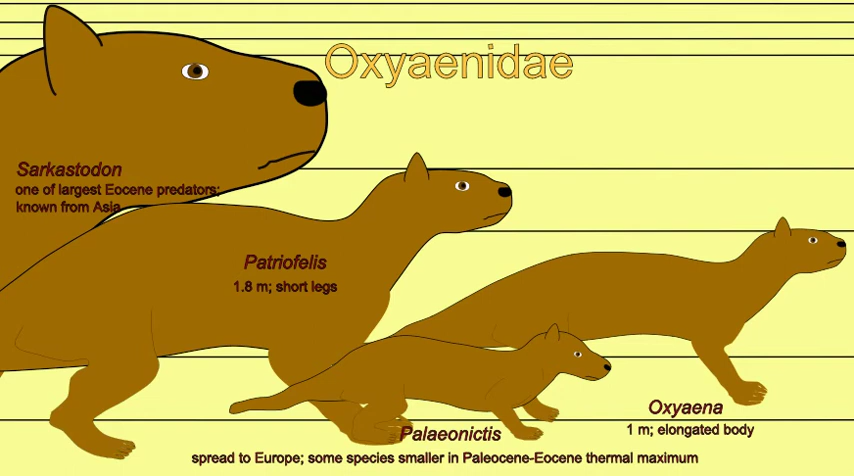 Oxyaenidae
Sarkastodon
one of largest Eocene predators;
known from Asia
Patriofelis
1.8 m; short legs
Oxyaena
1 m; elongated body
Palaeonictis
spread to Europe; some species smaller in Paleocene-Eocene thermal maximum